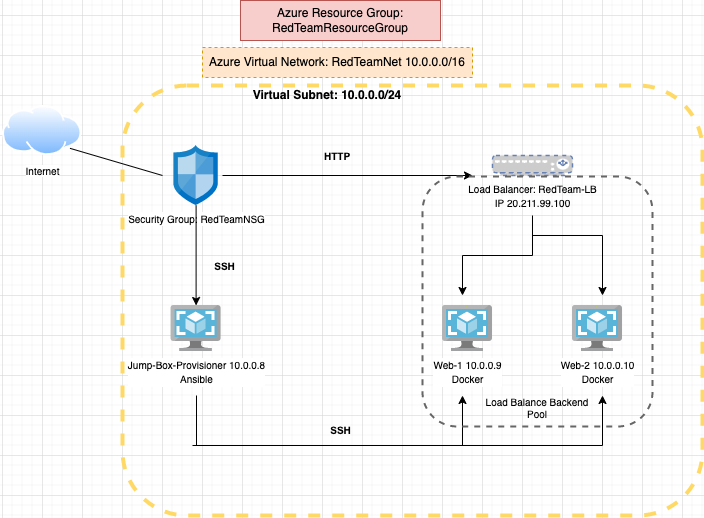 Azure Resource Group:
RedTeamResourceGroup
Azure Virtual Network: RedTeamNet 10.0.0.0/16
Virtual Subnet: 10.0.0.0/24
Internet
HTTP
Security Group: RedTeamNSG
Load Balancer: RedTeam-LB
IP 20.211.99.100
SSH
Jump-Box-Provisioner 10.0.0.8
Ansible
Web-1 10.0.0.9
Docker
Web-2 10.0.0.10
Docker
Load Balance Backend
Pool
SSH